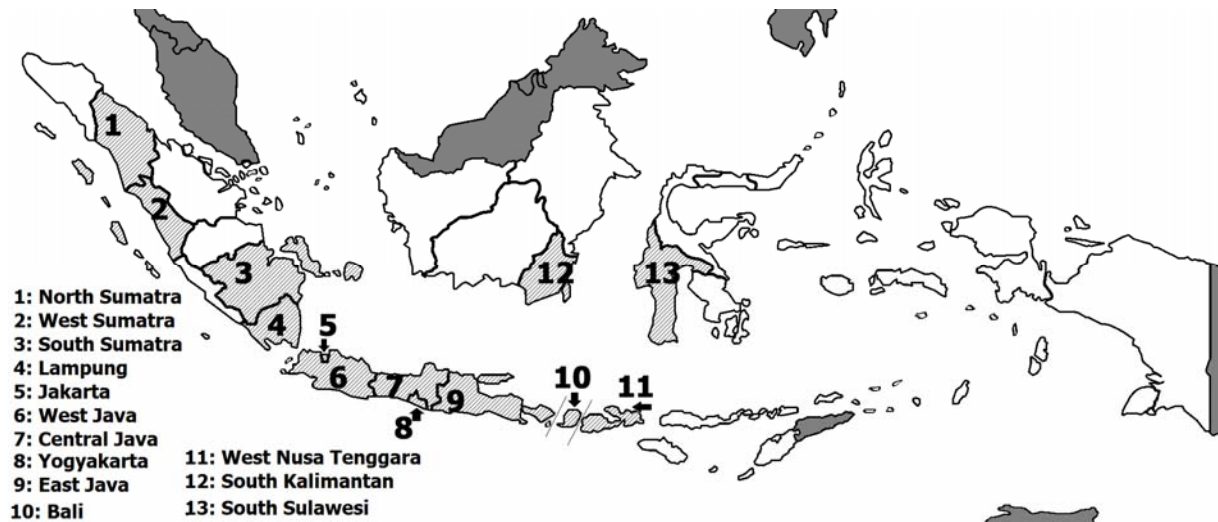 1
2
3
4
5
6
7
8
9
10
11
12
13
1: North Sumatra
2: West Sumatra
3: South Sumatra
4: Lampung
5: Jakarta
6: West Java
7: Central Java
8: Yogyakarta
9: East Java
10: Bali
11: West Nusa Tenggara
12: South Kalimantan
13: South Sulawesi